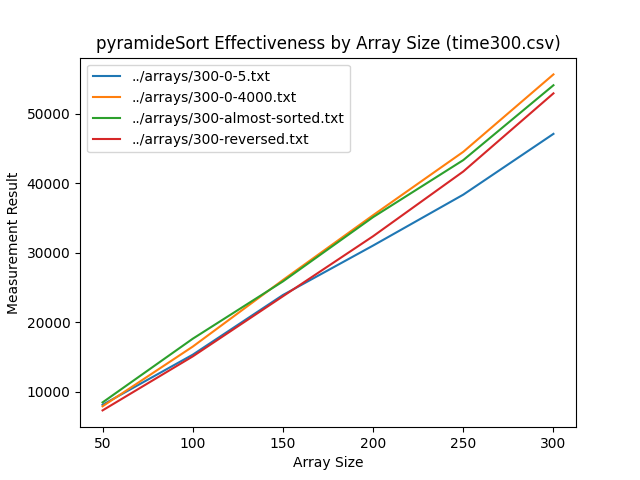 pyramideSort Effectiveness by Array Size (time300.csv)
../arrays/300-0-5.txt
../arrays/300-0-4000.txt
../arrays/300-almost-sorted.txt
../arrays/300-reversed.txt
Measurement Result
50000
40000
30000
20000
10000
50 100 150 200 250 300
Array Size